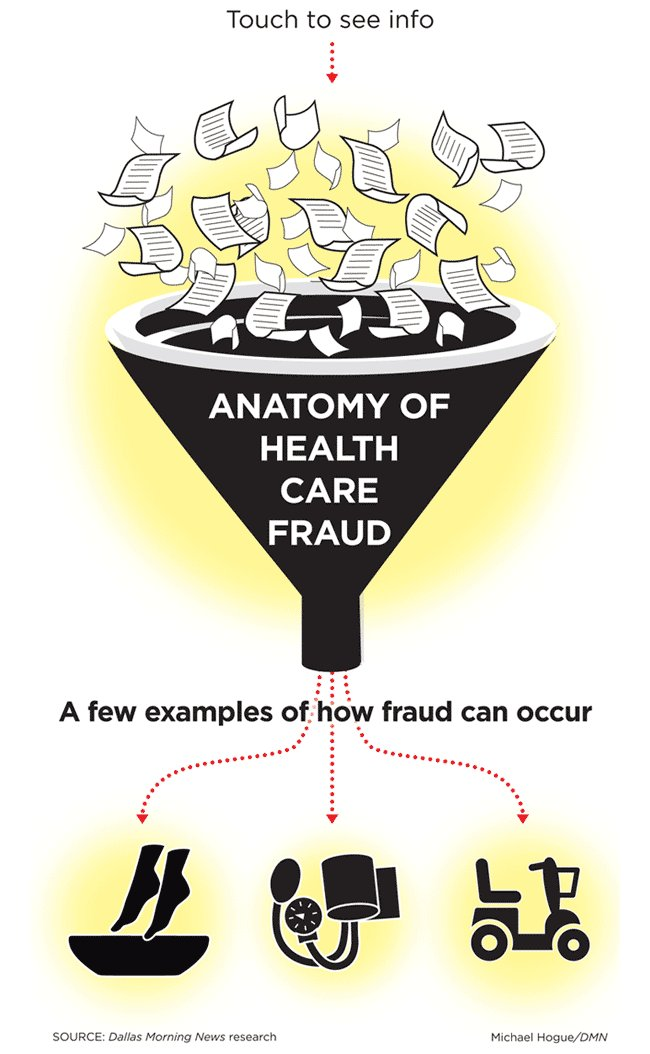 Touch to see info
ANATOMY OF
HEALTH
CARE
FRAUD
A few examples of how fraud can occur
SOURCE: Dallas Morning News research
Michael Hogue/DMN